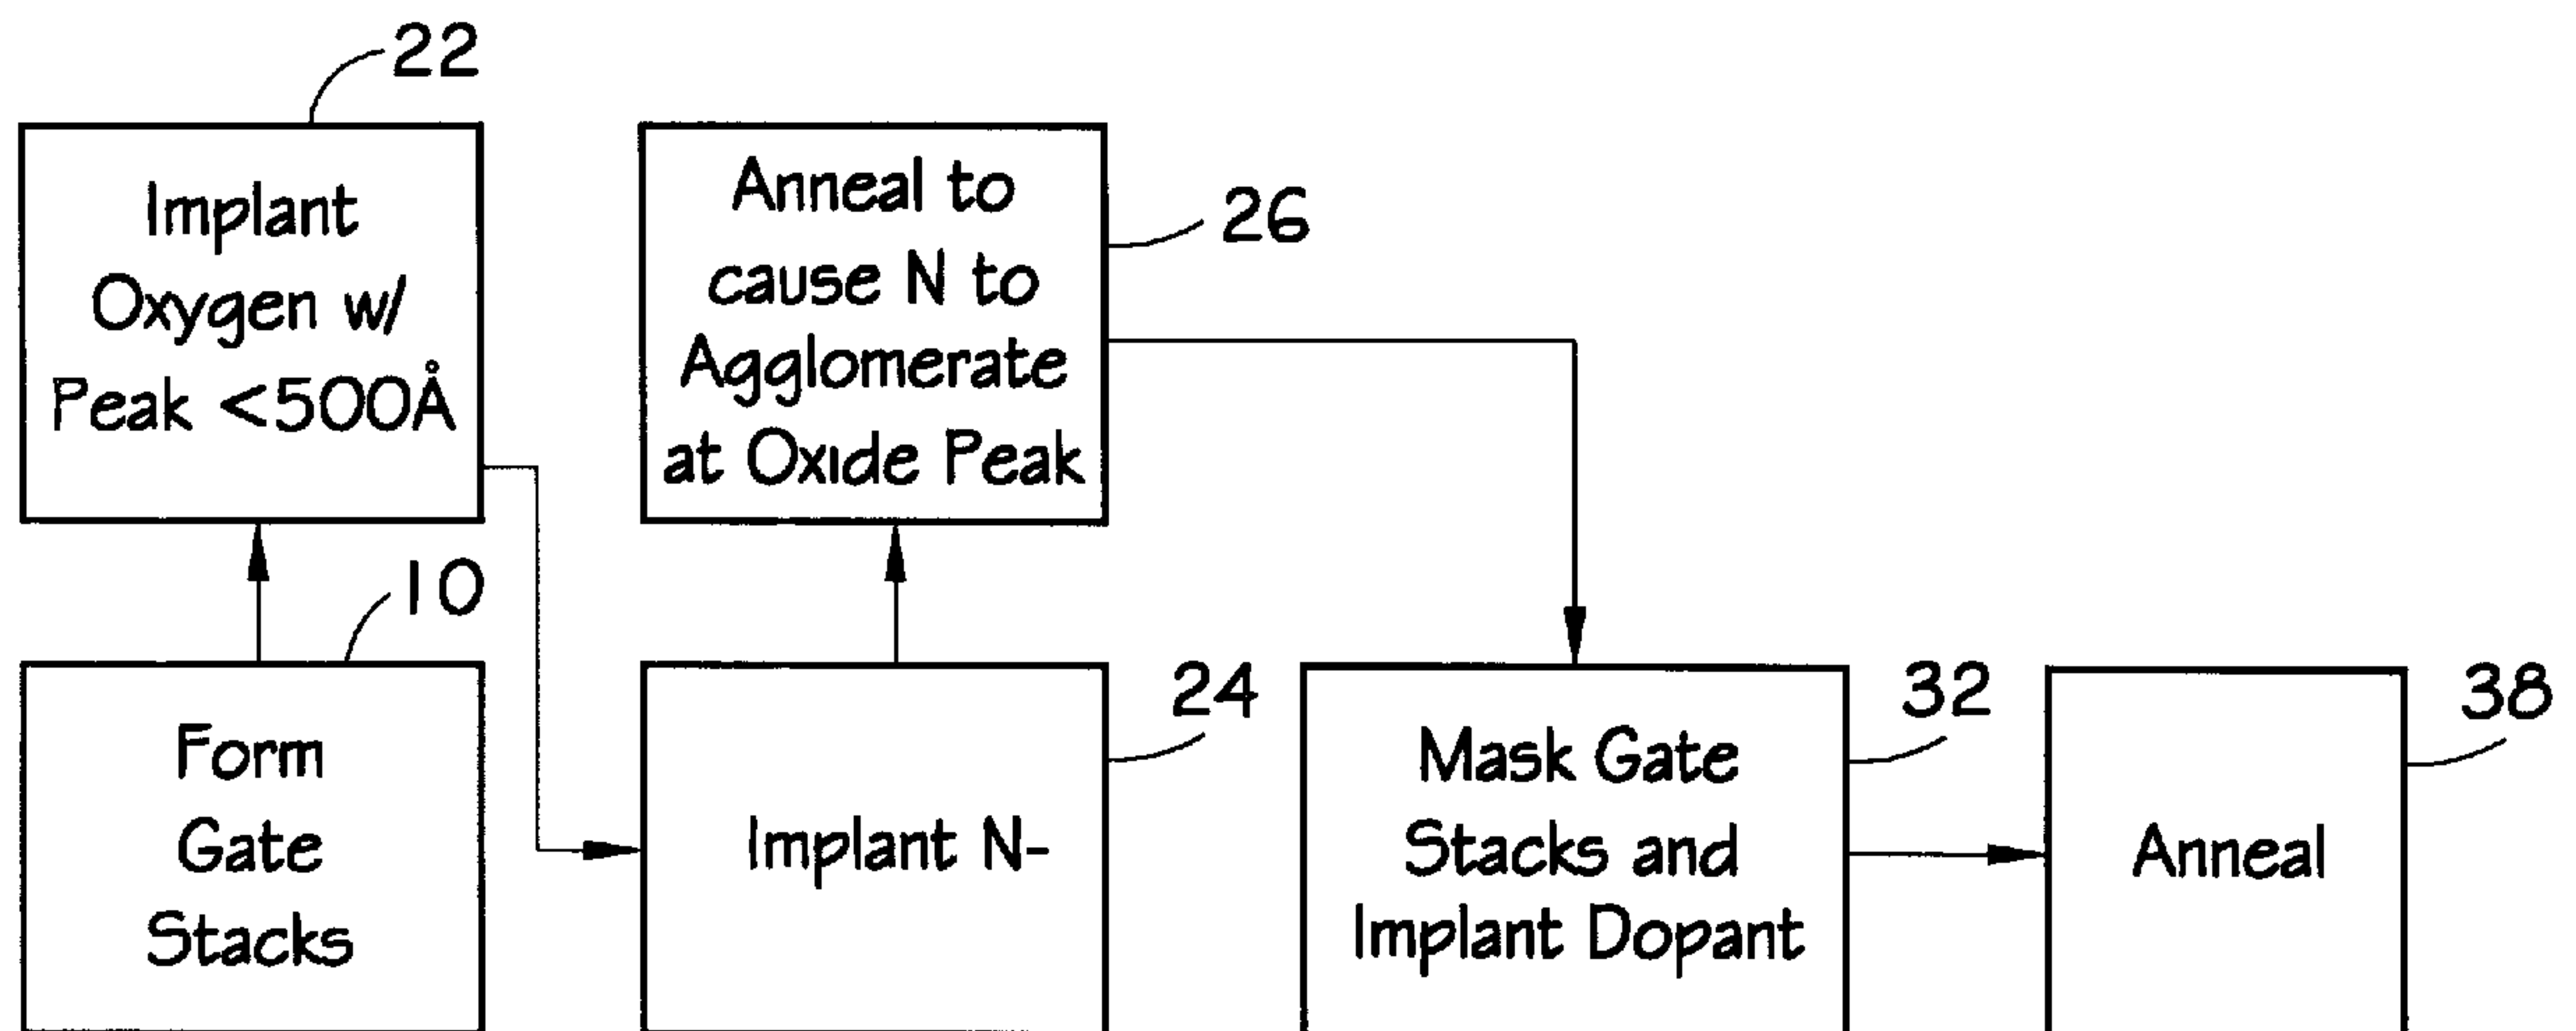 22
Implant
Oxygen w/
Peak <500Å
10
Form
Gate
Stacks
Anneal to
cause N to
Agglomerate
at Oxide Peak
26
24
Implant N-
32
Mask Gate
Stacks and
Implant Dopant
38
Anneal